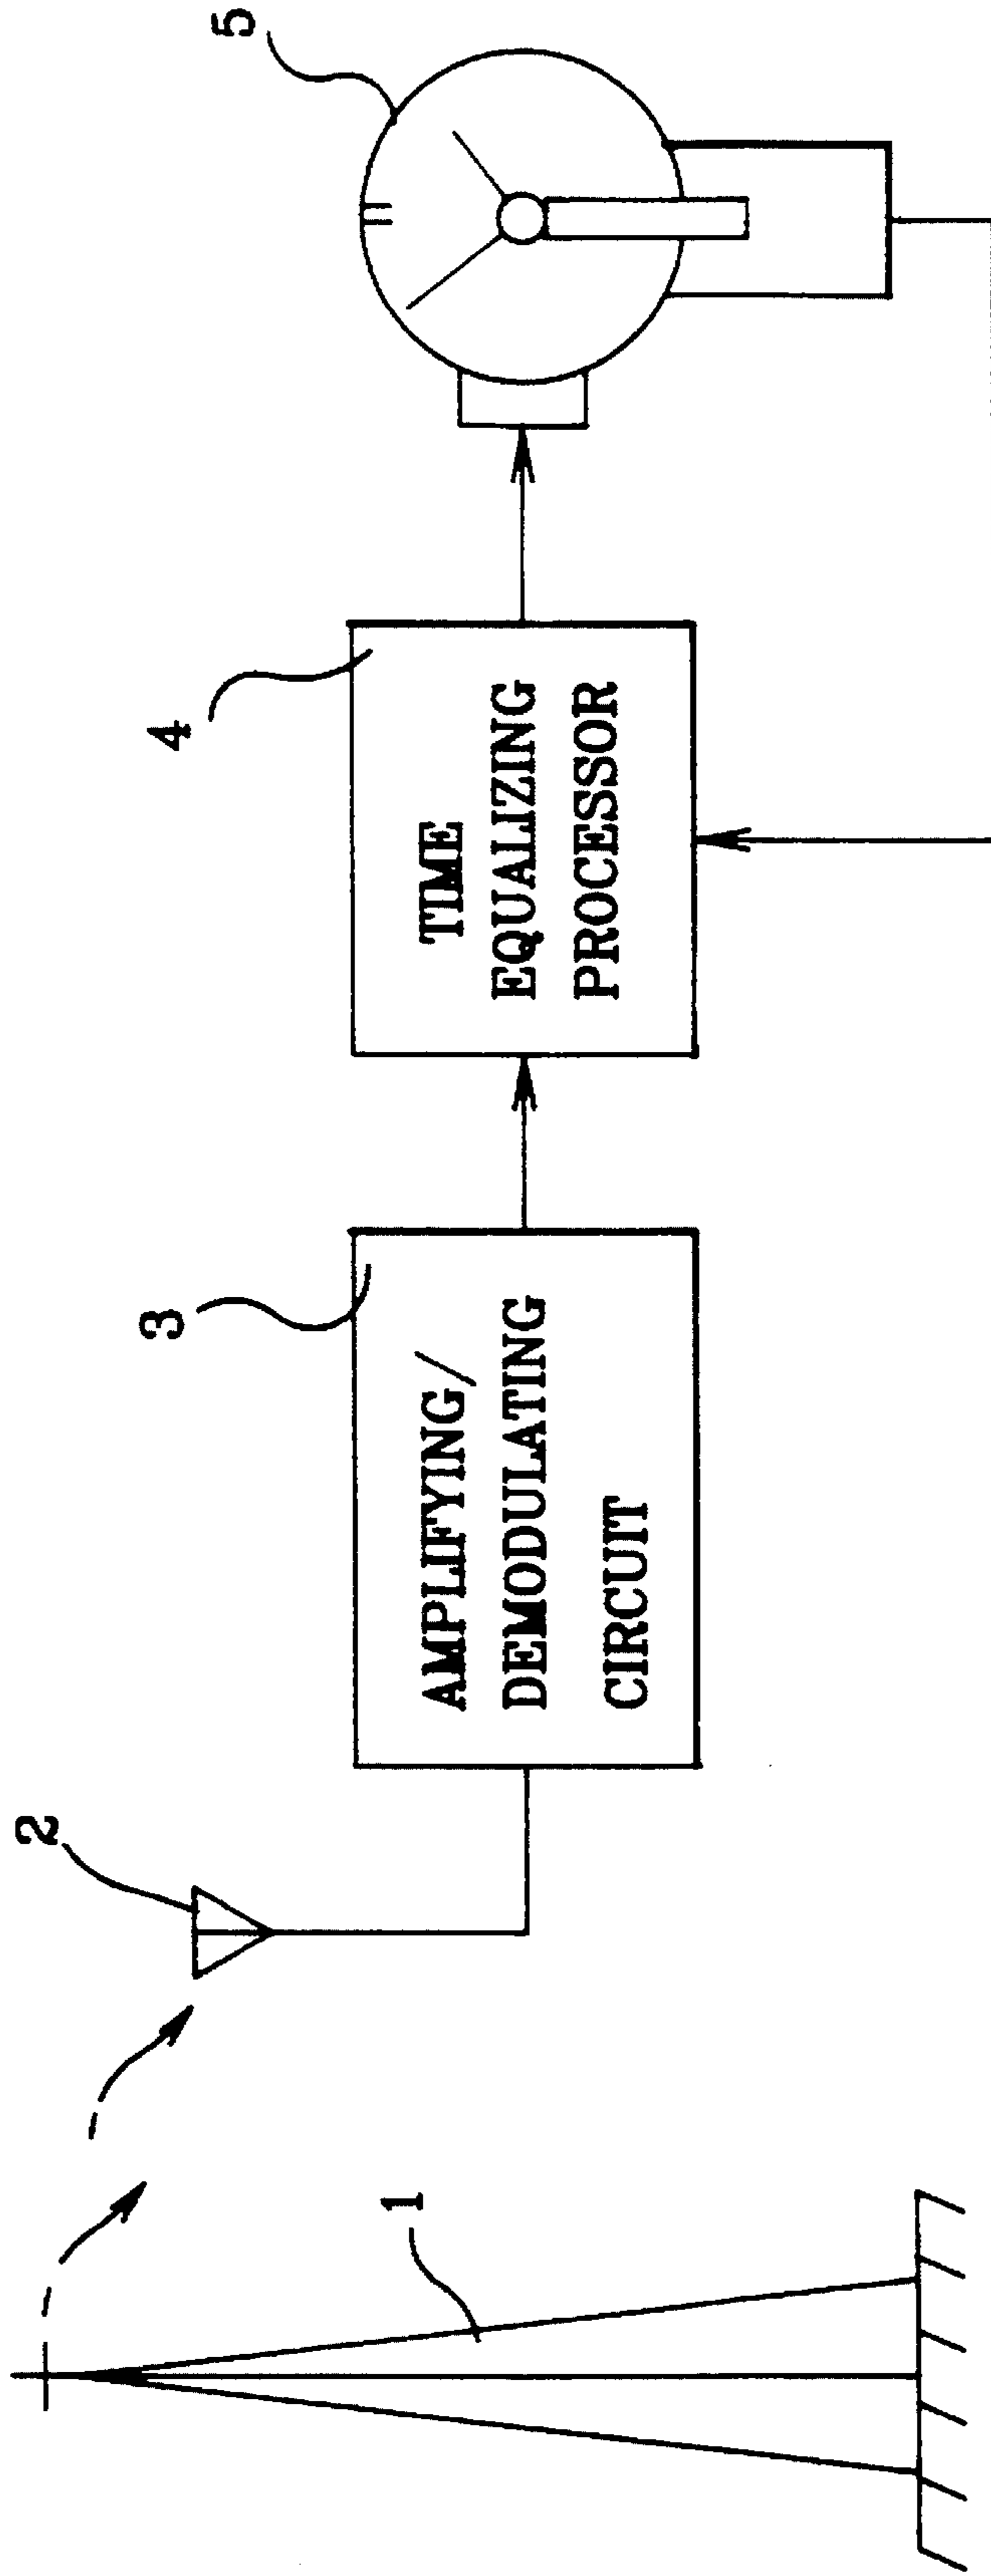 1
2
3
AMPLIFYING/
DEMODULATING
CIRCUIT
4
TIME
EQUALIZING
PROCESSOR
5